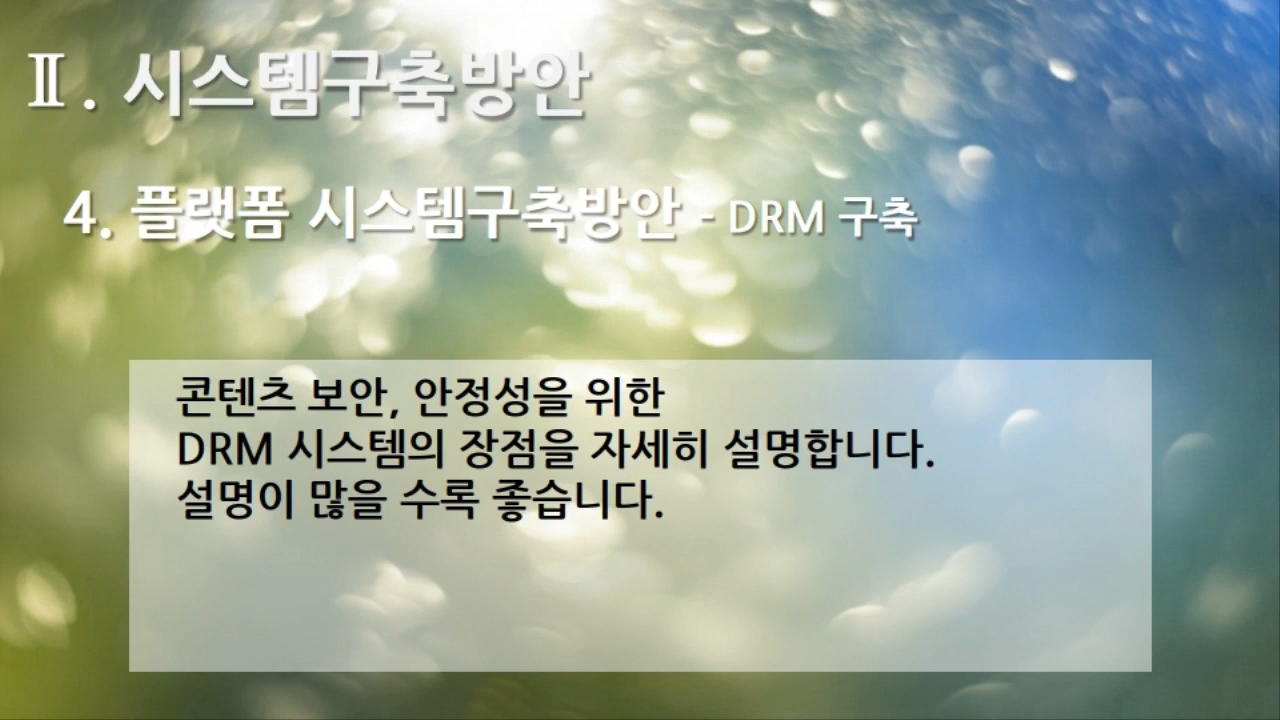 Ⅱ. 시스템구축방안
4. 플랫폼 시스템구축방안 - DRM 구축
콘텐츠 보안, 안정성을 위한
DRM 시스템의 장점을 자세히 설명합니다.
설명이 많을 수록 좋습니다.